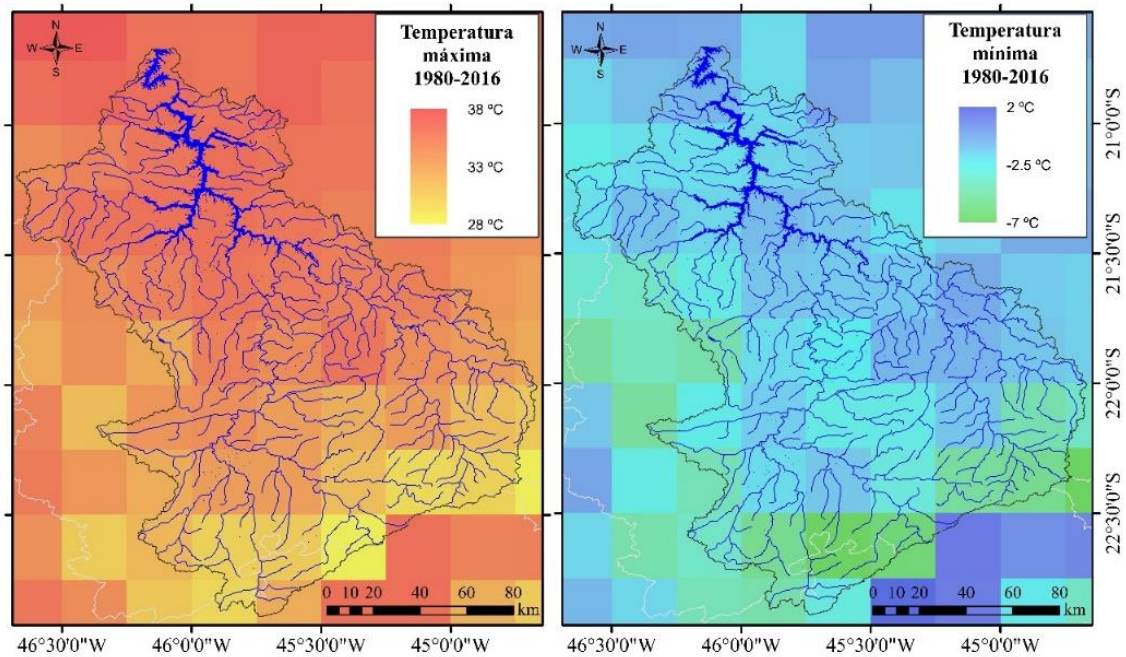 N
W E
S
Temperatura
máxima
1980-2016
38 ºC
33 ºC
28 ºC
0 10 20 40 60 80
km
46°30'0"W 46°0'0"W 45°30'0"W 45°0'0"W
N
W E
S
Temperatura
mínima
1980-2016
2 ºC
-2.5 ºC
-7 ºC
0 10 20 40 60 80
km
46°30'0"W 46°0'0"W 45°30'0"W 45°0'0"W
21°0'0"S
21°30'0"S
22°0'0"S
22°30'0"S